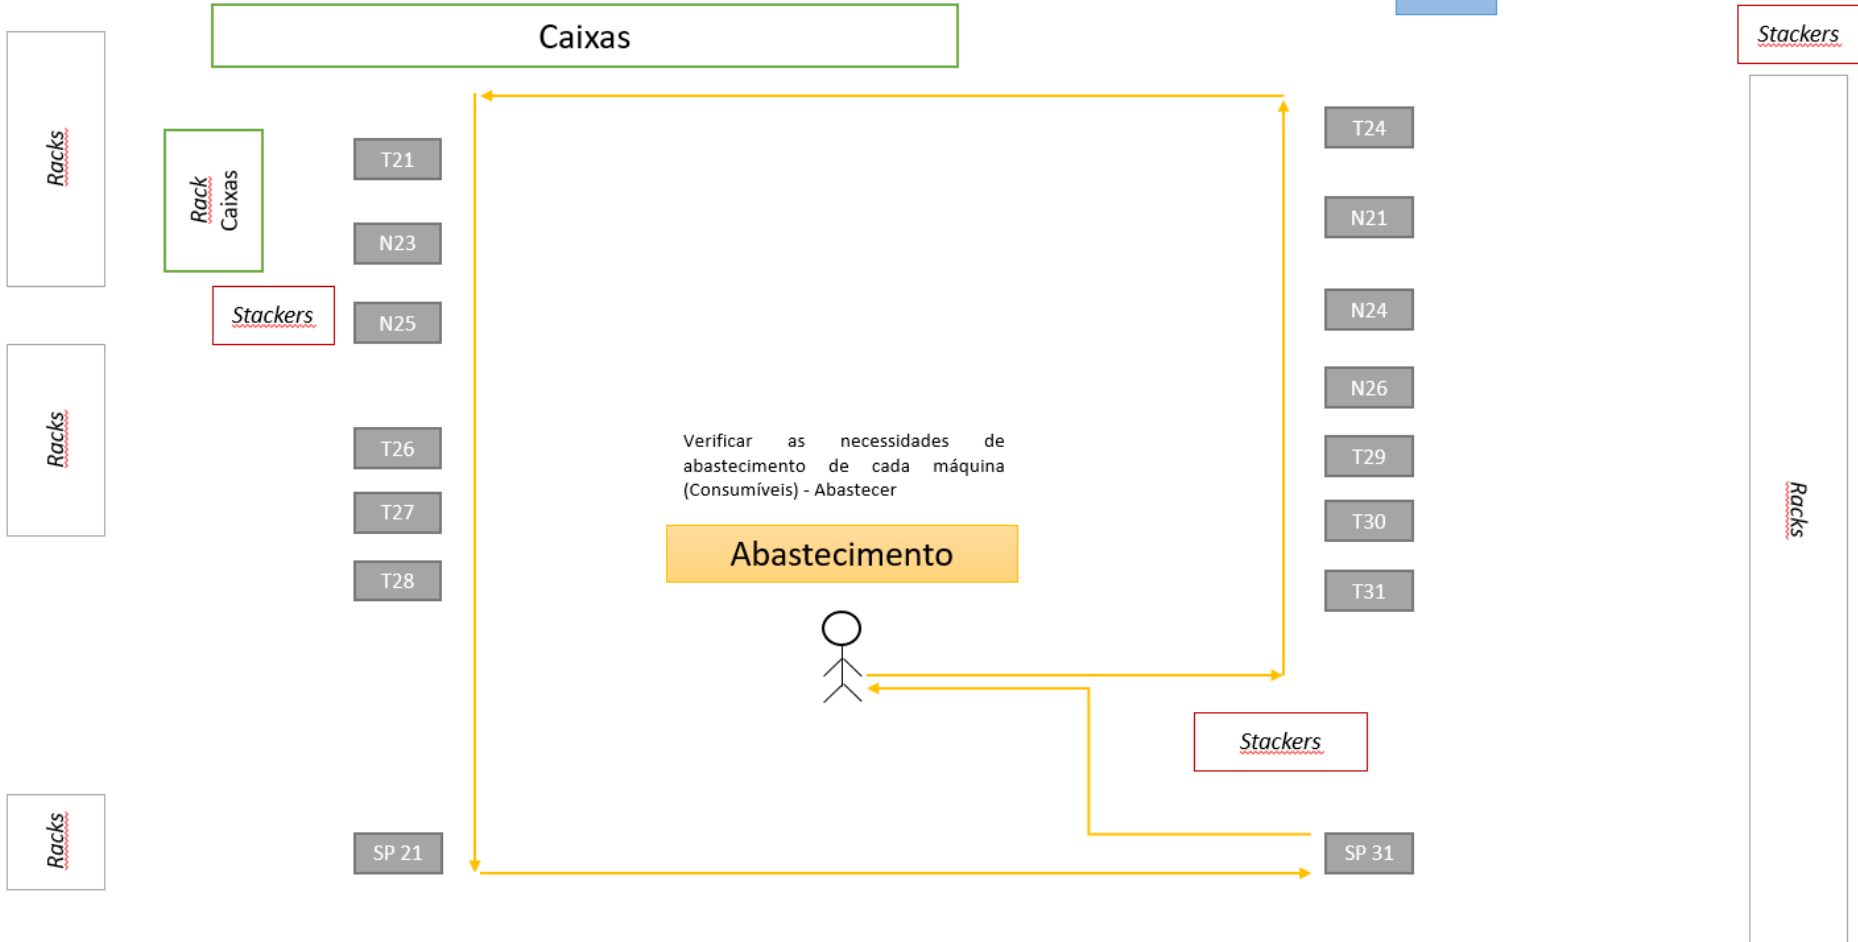 Caixas
Stackers
Racks
Rack
Caixas
T21
T24
N23
N21
Stackers
N25
N24
N26
Racks
T26
Verificar as necessidades de
abastecimento de cada máquina
(Consumíveis) - Abastecer
T29
T27
T30
Racks
Abastecimento
T28
T31
Stackers
Racks
SP 21
SP 31